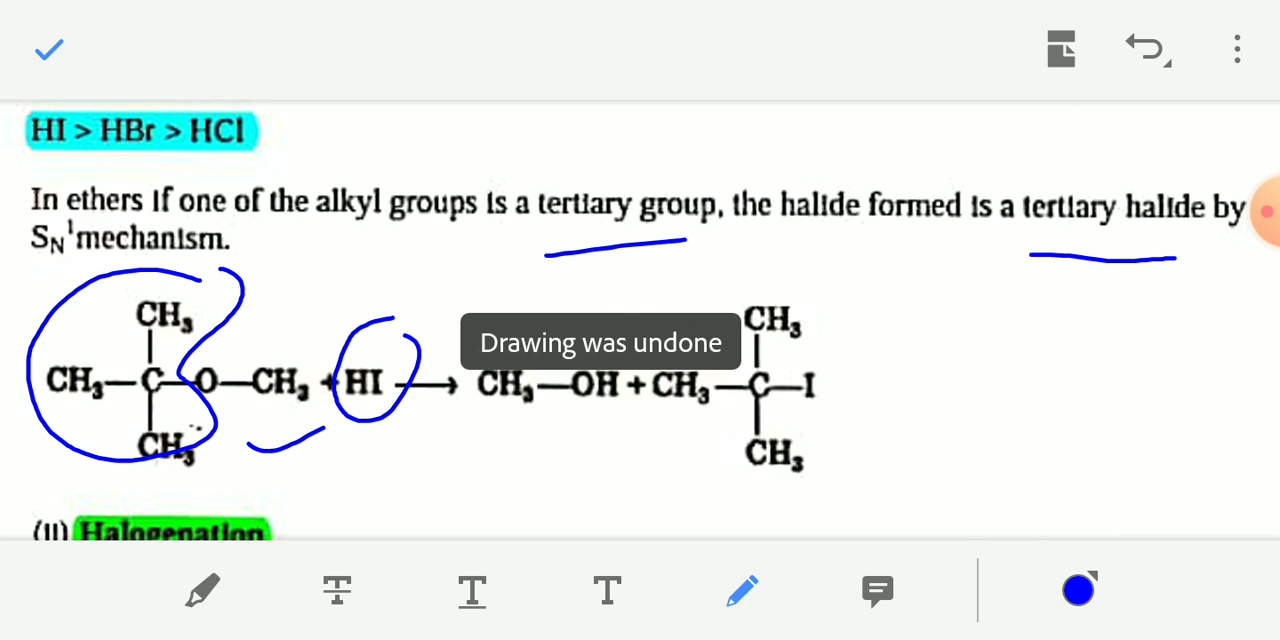 HI > HBr > HCl
In ethers if one of the alkyl groups is a tertiary group, the halide formed is a tertiary halide by
SN1 mechanism.
CH3
CH3
Drawing was undone
CH3—C—O—CH3 + HI ⟶ CH3—OH + CH3—C—I
CH3
CH3
(II) Halogenation
T
T
T